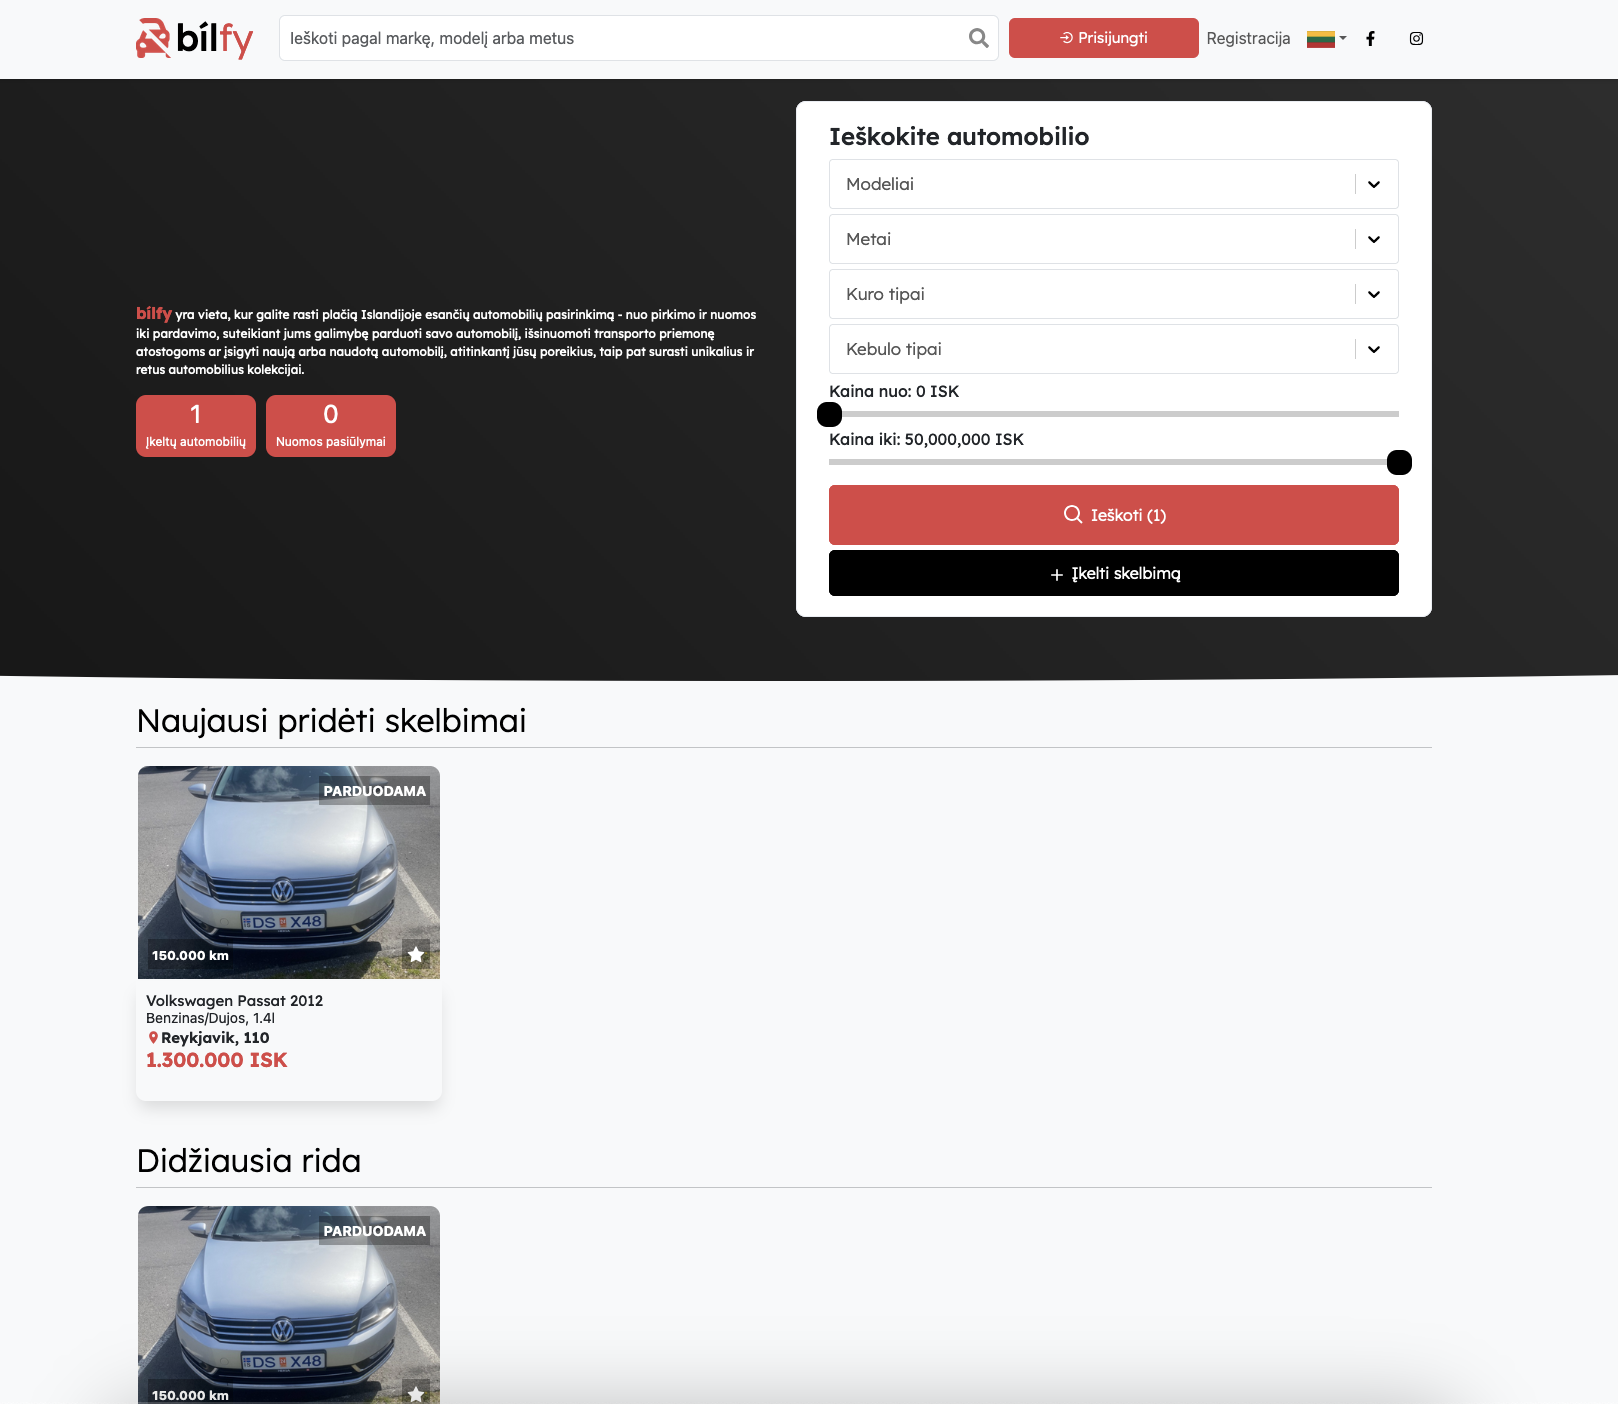 bílfy
Ieškoti pagal markę, modelį arba metus
Prisijungti
Registracija
bílfy yra vieta, kur galite rasti plačią Islandijoje esančių automobilių pasirinkimą - nuo pirkimo ir nuomos
iki pardavimo, suteikiant jums galimybę parduoti savo automobilį, išsinuomoti transporto priemonę
atostogoms ar įsigyti naują arba naudotą automobilį, atitinkantį jūsų poreikius, taip pat surasti unikalius ir
retus automobilius kolekcijai.
1
Įkeltų automobilių
0
Nuomos pasiūlymai
Ieškokite automobilio
Modeliai
Metai
Kuro tipai
Kebulo tipai
Kaina nuo: 0 ISK
Kaina iki: 50,000,000 ISK
Ieškoti (1)
+ Įkelti skelbimą
Naujausi pridėti skelbimai
PARDUODAMA
DS X48
150.000 km
Volkswagen Passat 2012
Benzinas/Dujos, 1.4l
Reykjavik, 110
1.300.000 ISK
Didžiausia rida
PARDUODAMA
DS X48
150.000 km